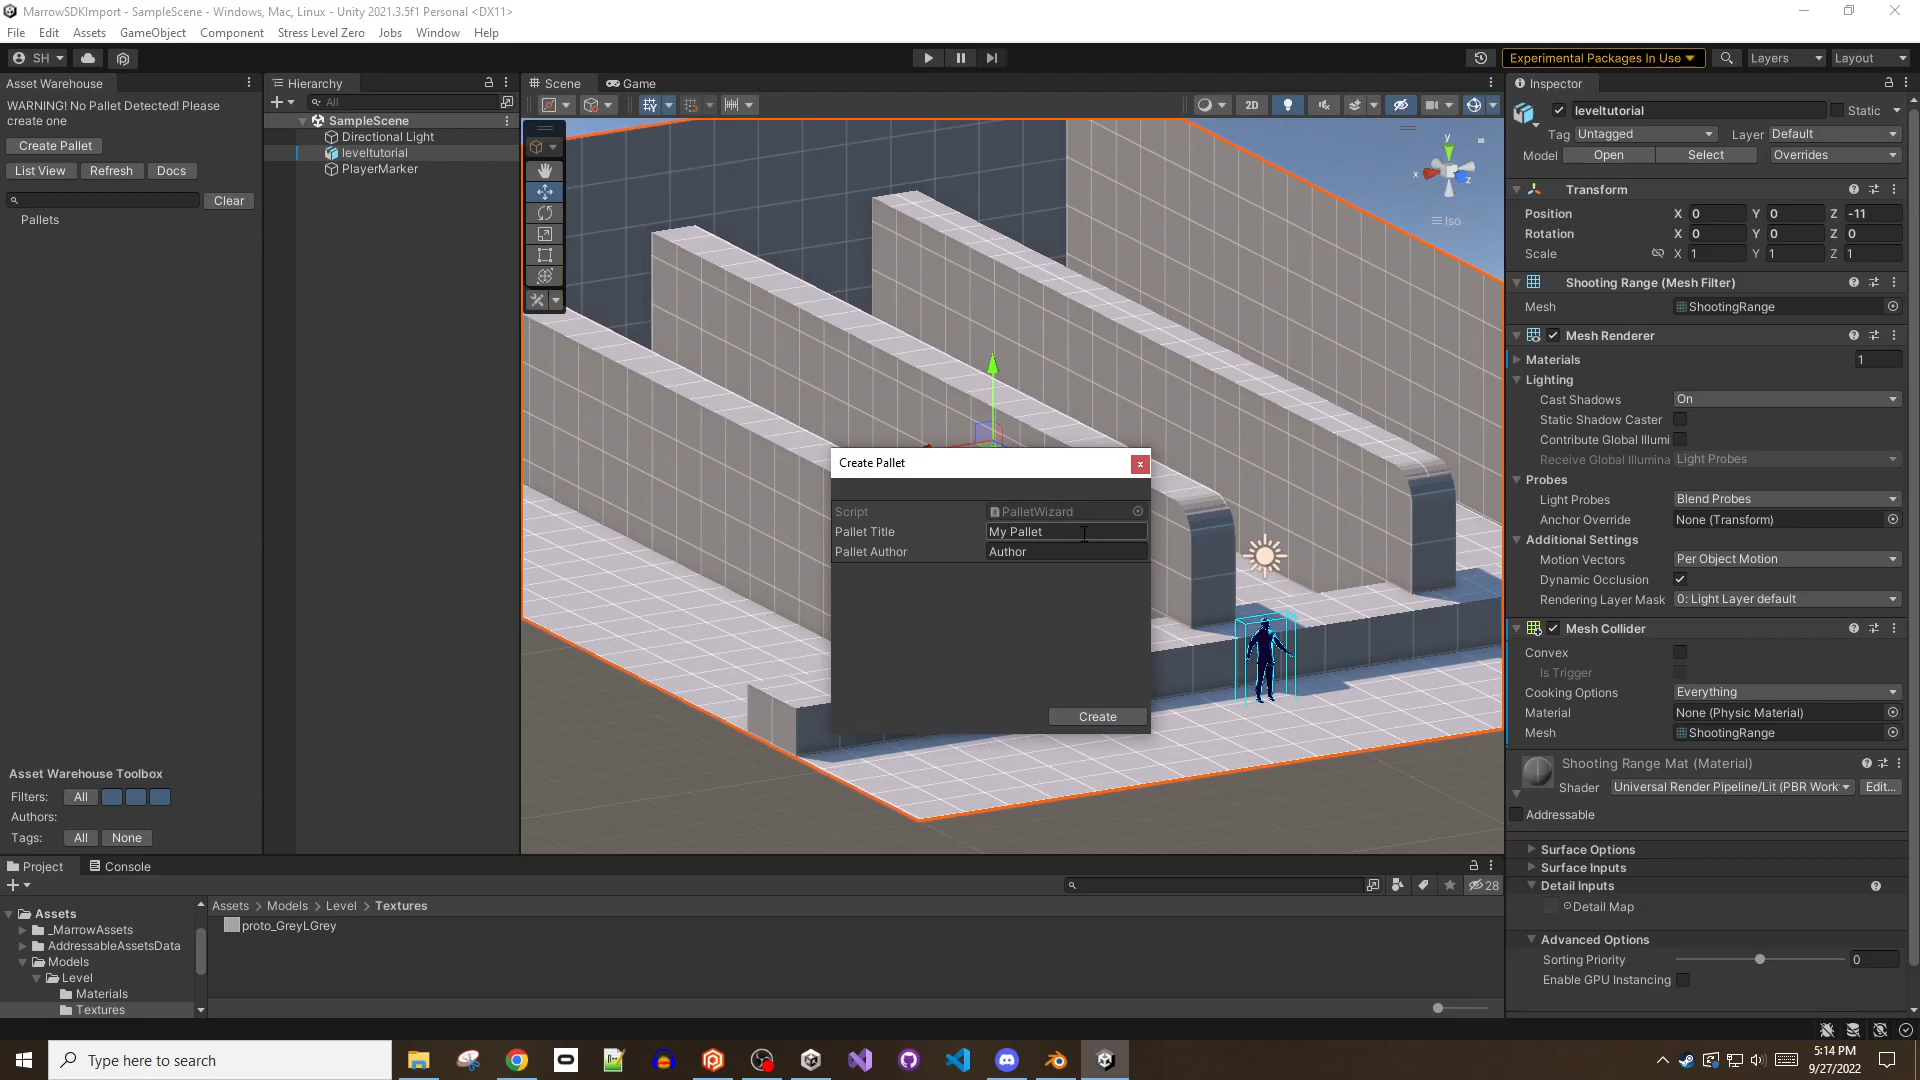 MarrowSDKImport - SampleScene - Windows, Mac, Linux - Unity 2021.3.5f1 Personal <DX11>
File Edit Assets GameObject Component Stress Level Zero Jobs Window Help
SH
Experimental Packages In Use
Layers
Layout
Asset Warehouse
WARNING! No Pallet Detected! Please
create one
Create Pallet
List View
Refresh
Docs
Clear
Pallets
Asset Warehouse Toolbox
Filters: All
Authors:
Tags: All None
Hierarchy
All
SampleScene
Directional Light
leveltutorial
PlayerMarker
Scene
Game
2D
y
x
z
Iso
Create Pallet
x
Script PalletWizard
Pallet Title My Pallet
Pallet Author Author
Create
Inspector
leveltutorial
Static
Tag Untagged Layer Default
Model Open Select Overrides
Transform
Position X 0 Y 0 Z -11
Rotation X 0 Y 0 Z 0
Scale X 1 Y 1 Z 1
Shooting Range (Mesh Filter)
Mesh ShootingRange
Mesh Renderer
Materials 1
Lighting
Cast Shadows On
Static Shadow Caster
Contribute Global Illumi
Receive Global Illumina Light Probes
Probes
Light Probes Blend Probes
Anchor Override None (Transform)
Additional Settings
Motion Vectors Per Object Motion
Dynamic Occlusion
Rendering Layer Mask 0: Light Layer default
Mesh Collider
Convex
Is Trigger
Cooking Options Everything
Material None (Physic Material)
Mesh ShootingRange
Shooting Range Mat (Material)
Shader Universal Render Pipeline/Lit (PBR Work Edit...
Addressable
Surface Options
Surface Inputs
Detail Inputs
Detail Map
Advanced Options
Sorting Priority 0
Enable GPU Instancing
Project
Console
28
Assets
_MarrowAssets
AddressableAssetsData
Models
Level
Materials
Textures
Assets > Models > Level > Textures
proto_GreyLGrey
Type here to search
5:14 PM
9/27/2022